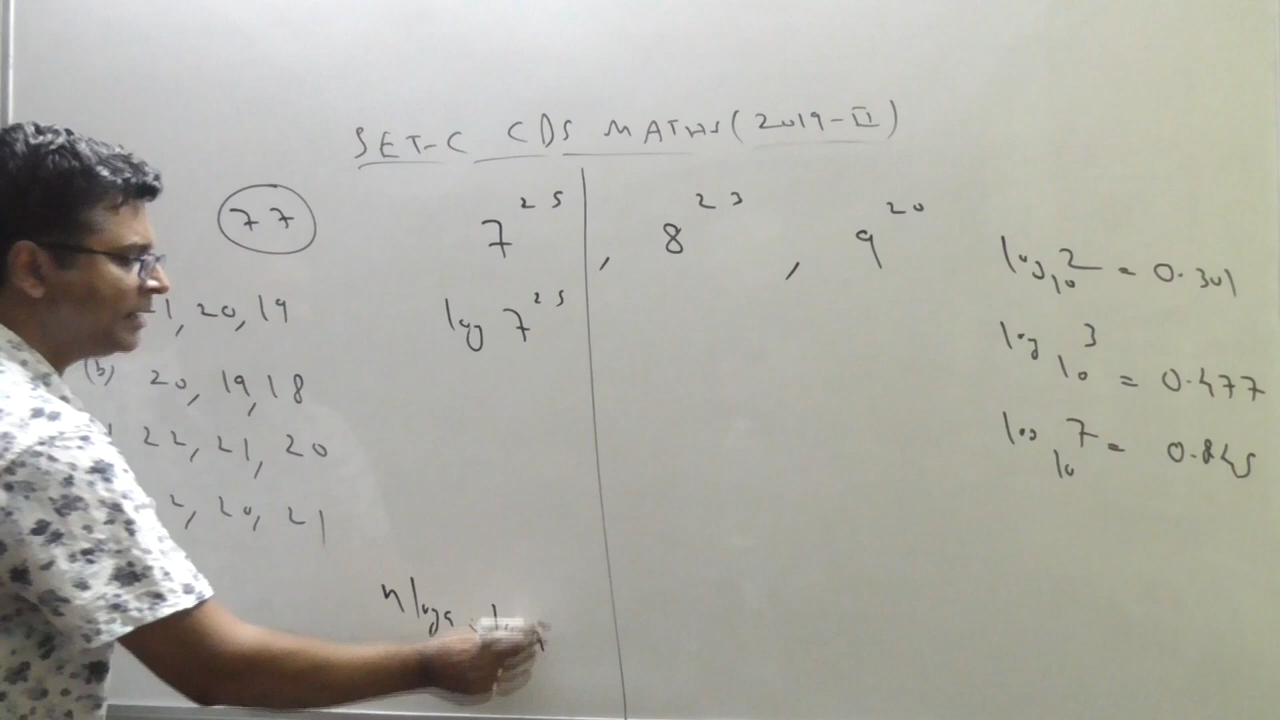 SET-C CDS MATHS (2019-II)
77
7^25 , 8^23 , 9^20
log 7^25
1, 20, 19
(b) 20, 19, 18
22, 21, 20
2, 20, 21
log_10 2 = 0.301
log_10 3 = 0.477
log_10 7 = 0.845
n log a